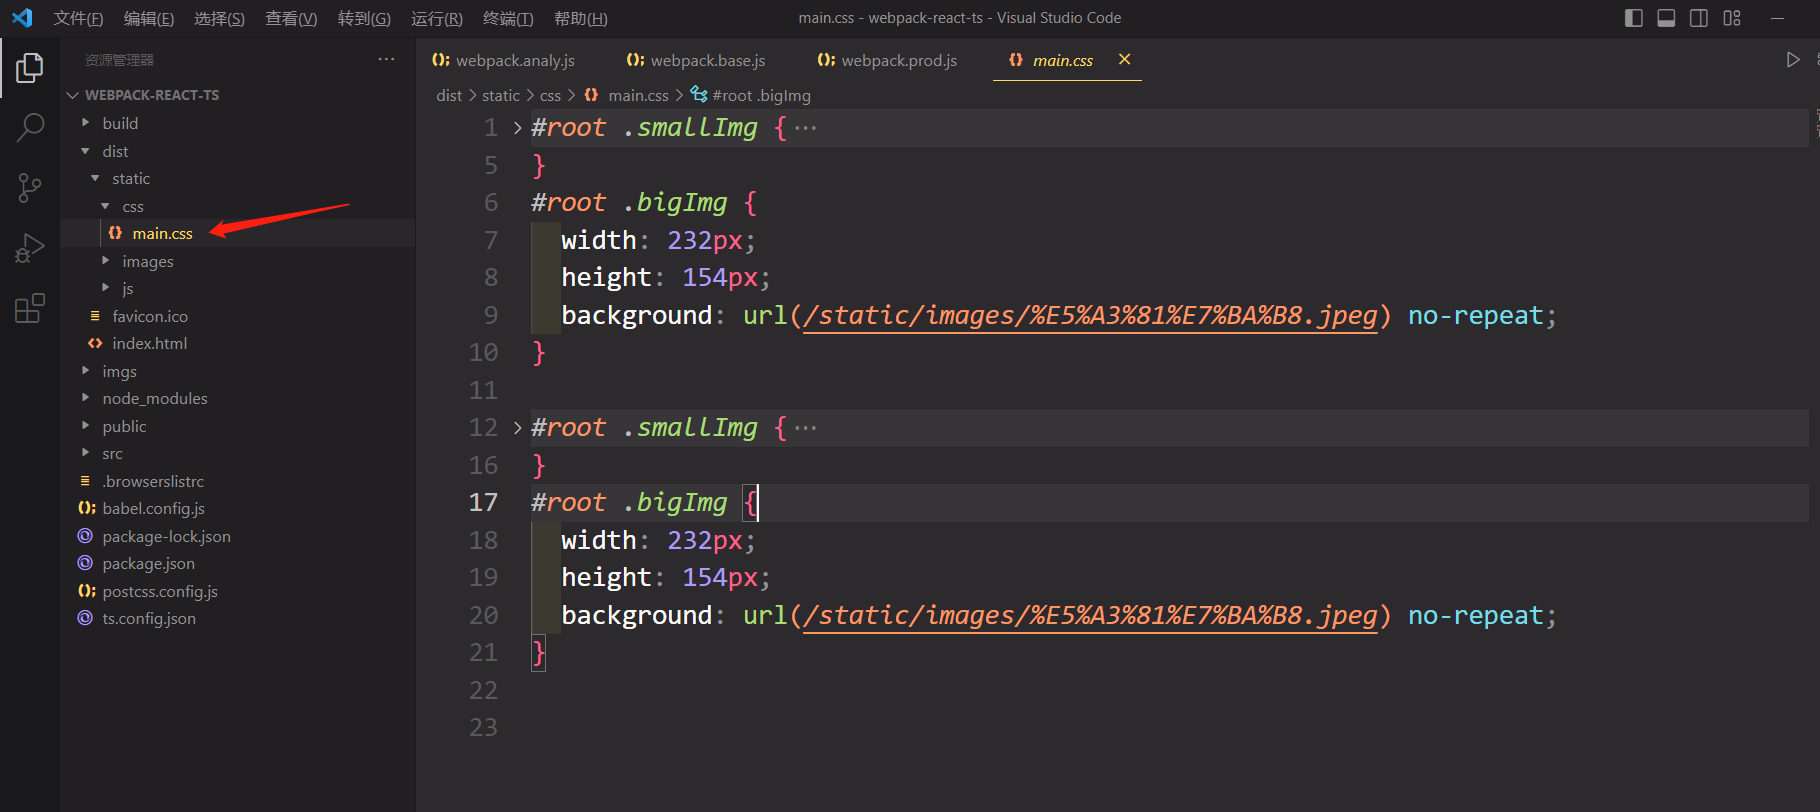 文件(F) 编辑(E) 选择(S) 查看(V) 转到(G) 运行(R) 终端(T) 帮助(H) main.css - webpack-react-ts - Visual Studio Code
资源管理器 ···
WEBPACK-REACT-TS
build
dist
static
css
main.css
images
js
favicon.ico
index.html
imgs
node_modules
public
src
.browserslistrc
babel.config.js
package-lock.json
package.json
postcss.config.js
ts.config.json
webpack.analy.js webpack.base.js webpack.prod.js main.css
dist > static > css > main.css > #root .bigImg
1 #root .smallImg { ···
5 }
6 #root .bigImg {
7 width: 232px;
8 height: 154px;
9 background: url(/static/images/%E5%A3%81%E7%BA%B8.jpeg) no-repeat;
10 }
11
12 #root .smallImg { ···
16 }
17 #root .bigImg {
18 width: 232px;
19 height: 154px;
20 background: url(/static/images/%E5%A3%81%E7%BA%B8.jpeg) no-repeat;
21 }
22
23